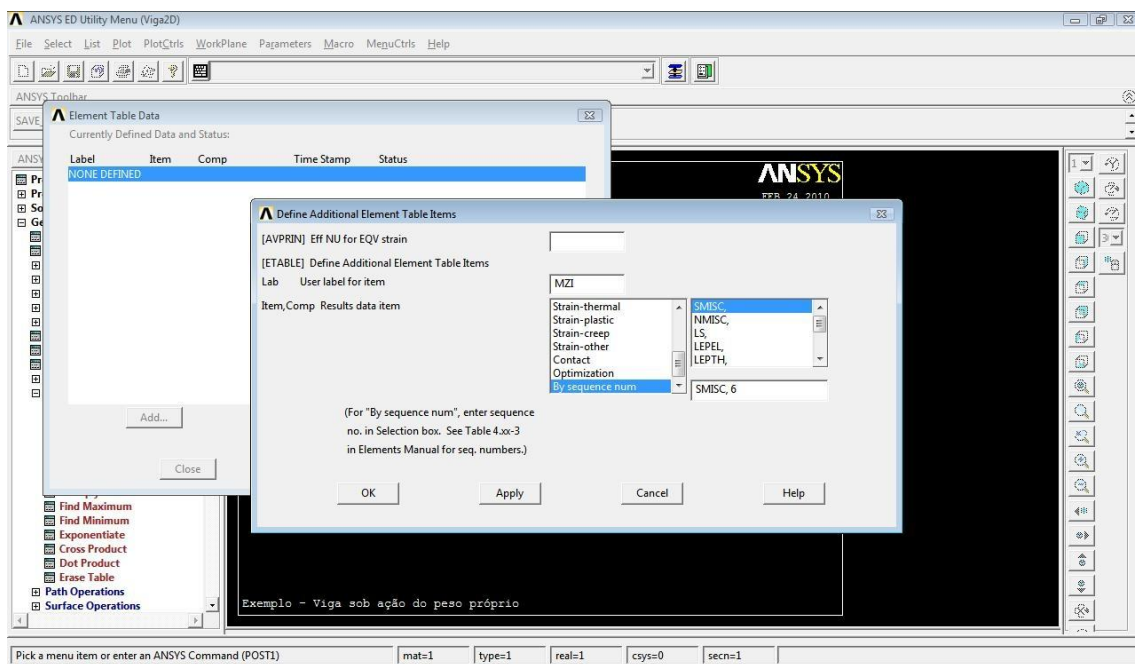 ANSYS ED Utility Menu (Viga2D)
File Select List Plot PlotCtrls WorkPlane Parameters Macro MenuCtrls Help
ANSYS Toolbar
SAVE
Element Table Data
Currently Defined Data and Status:
Label Item Comp Time Stamp Status
NONE DEFINED
Add...
Close
ANSYS
FEB 24 2010
Define Additional Element Table Items
[AVPRIN] Eff NU for EQV strain
[ETABLE] Define Additional Element Table Items
Lab User label for item MZI
Item,Comp Results data item
Strain-thermal
Strain-plastic
Strain-creep
Strain-other
Contact
Optimization
By sequence num
SMISC,
NMISC,
LS,
LEPEL,
LEPTH,
SMISC, 6
(For "By sequence num", enter sequence
no. in Selection box. See Table 4.xx-3
in Elements Manual for seq. numbers.)
OK Apply Cancel Help
Find Maximum
Find Minimum
Exponentiate
Cross Product
Dot Product
Erase Table
Path Operations
Surface Operations
Exemplo - Viga sob ação do peso próprio
1
3
Pick a menu item or enter an ANSYS Command (POST1) mat=1 type=1 real=1 csys=0 secn=1